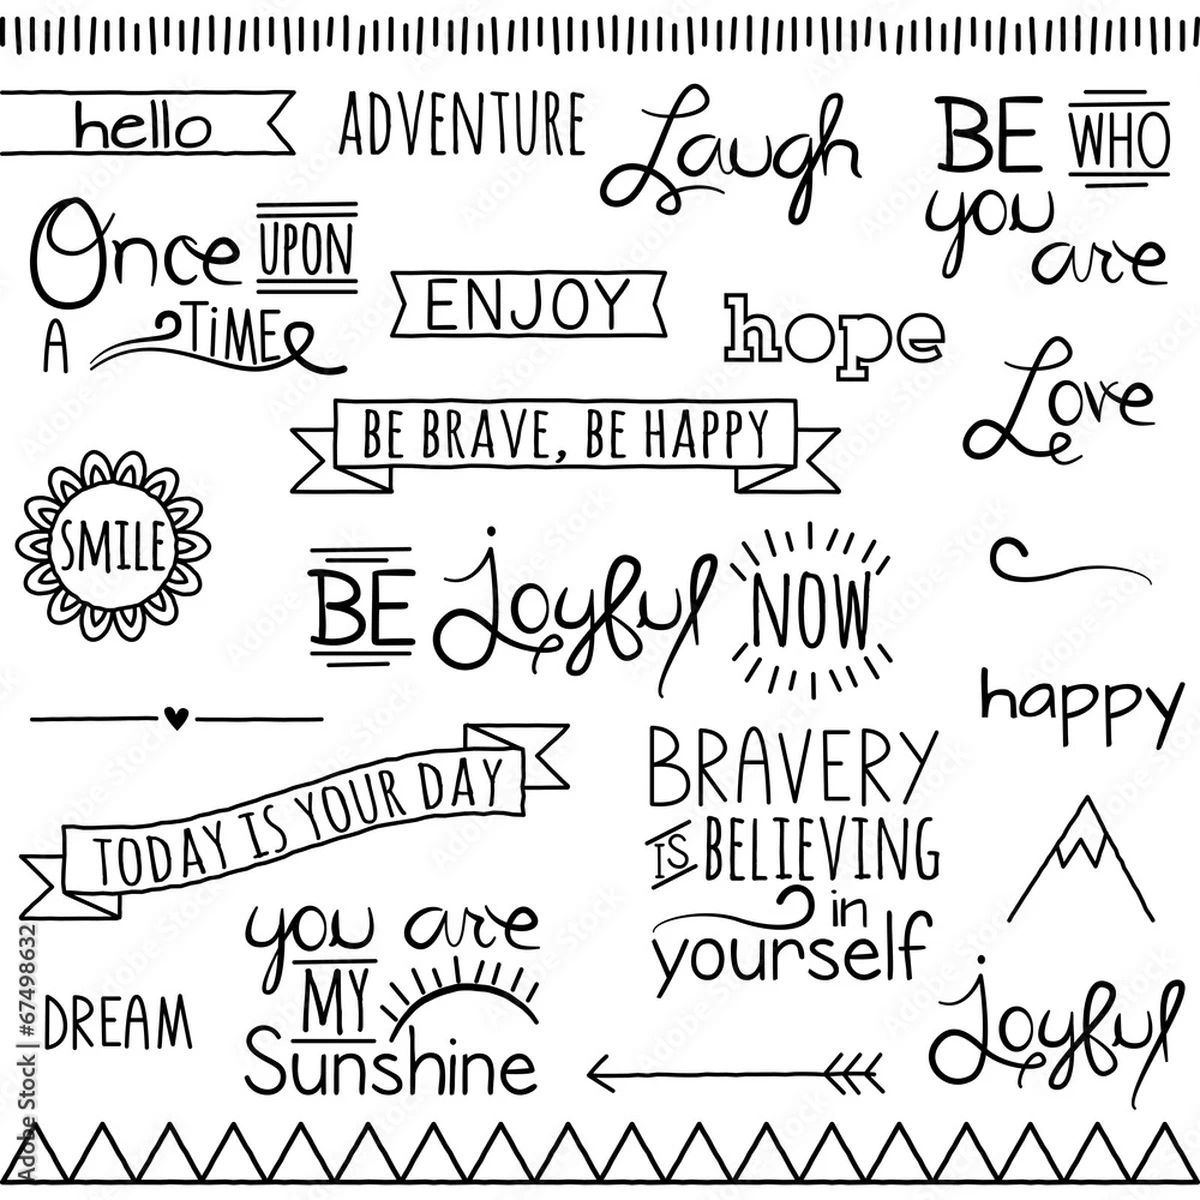 hello
ADVENTURE
Laugh
BE WHO
you
are
Once UPON
A TiME
ENJOY
hope
Love
BE BRAVE, BE HAPPY
SMILE
BE Joyful NOW
happy
TODAY IS YOUR DAY
BRAVERY
IS BELIEVING
in
yourself
you are
MY
Sunshine
DREAM
Joyful
Adobe Stock | #67498632